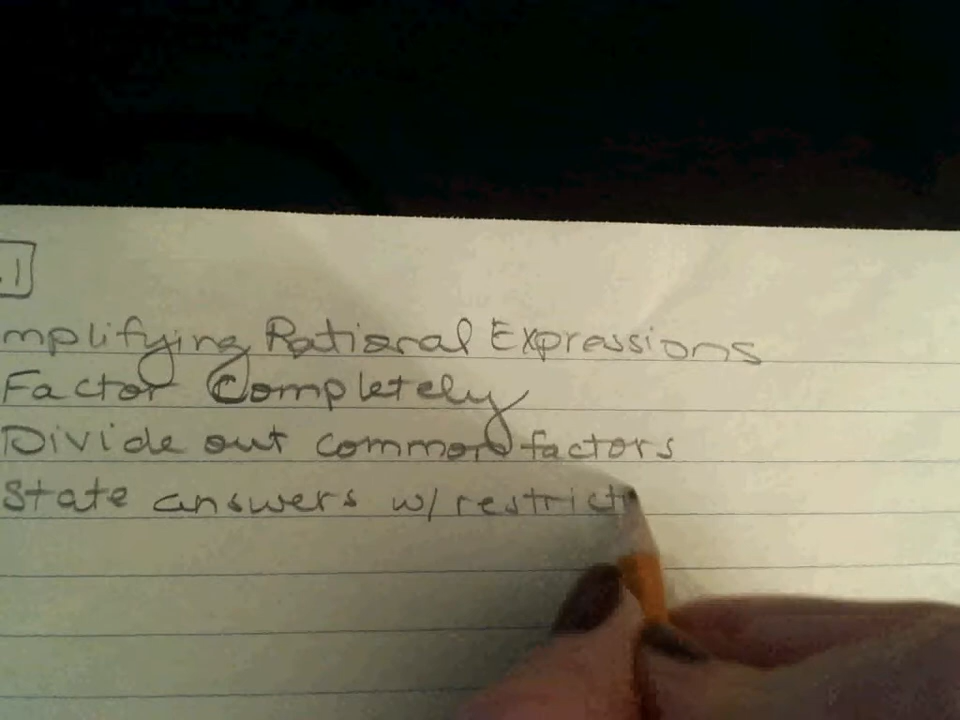 .1
mplifying Rational Expressions
Factor Completely
Divide out common factors
State answers w/ restrict